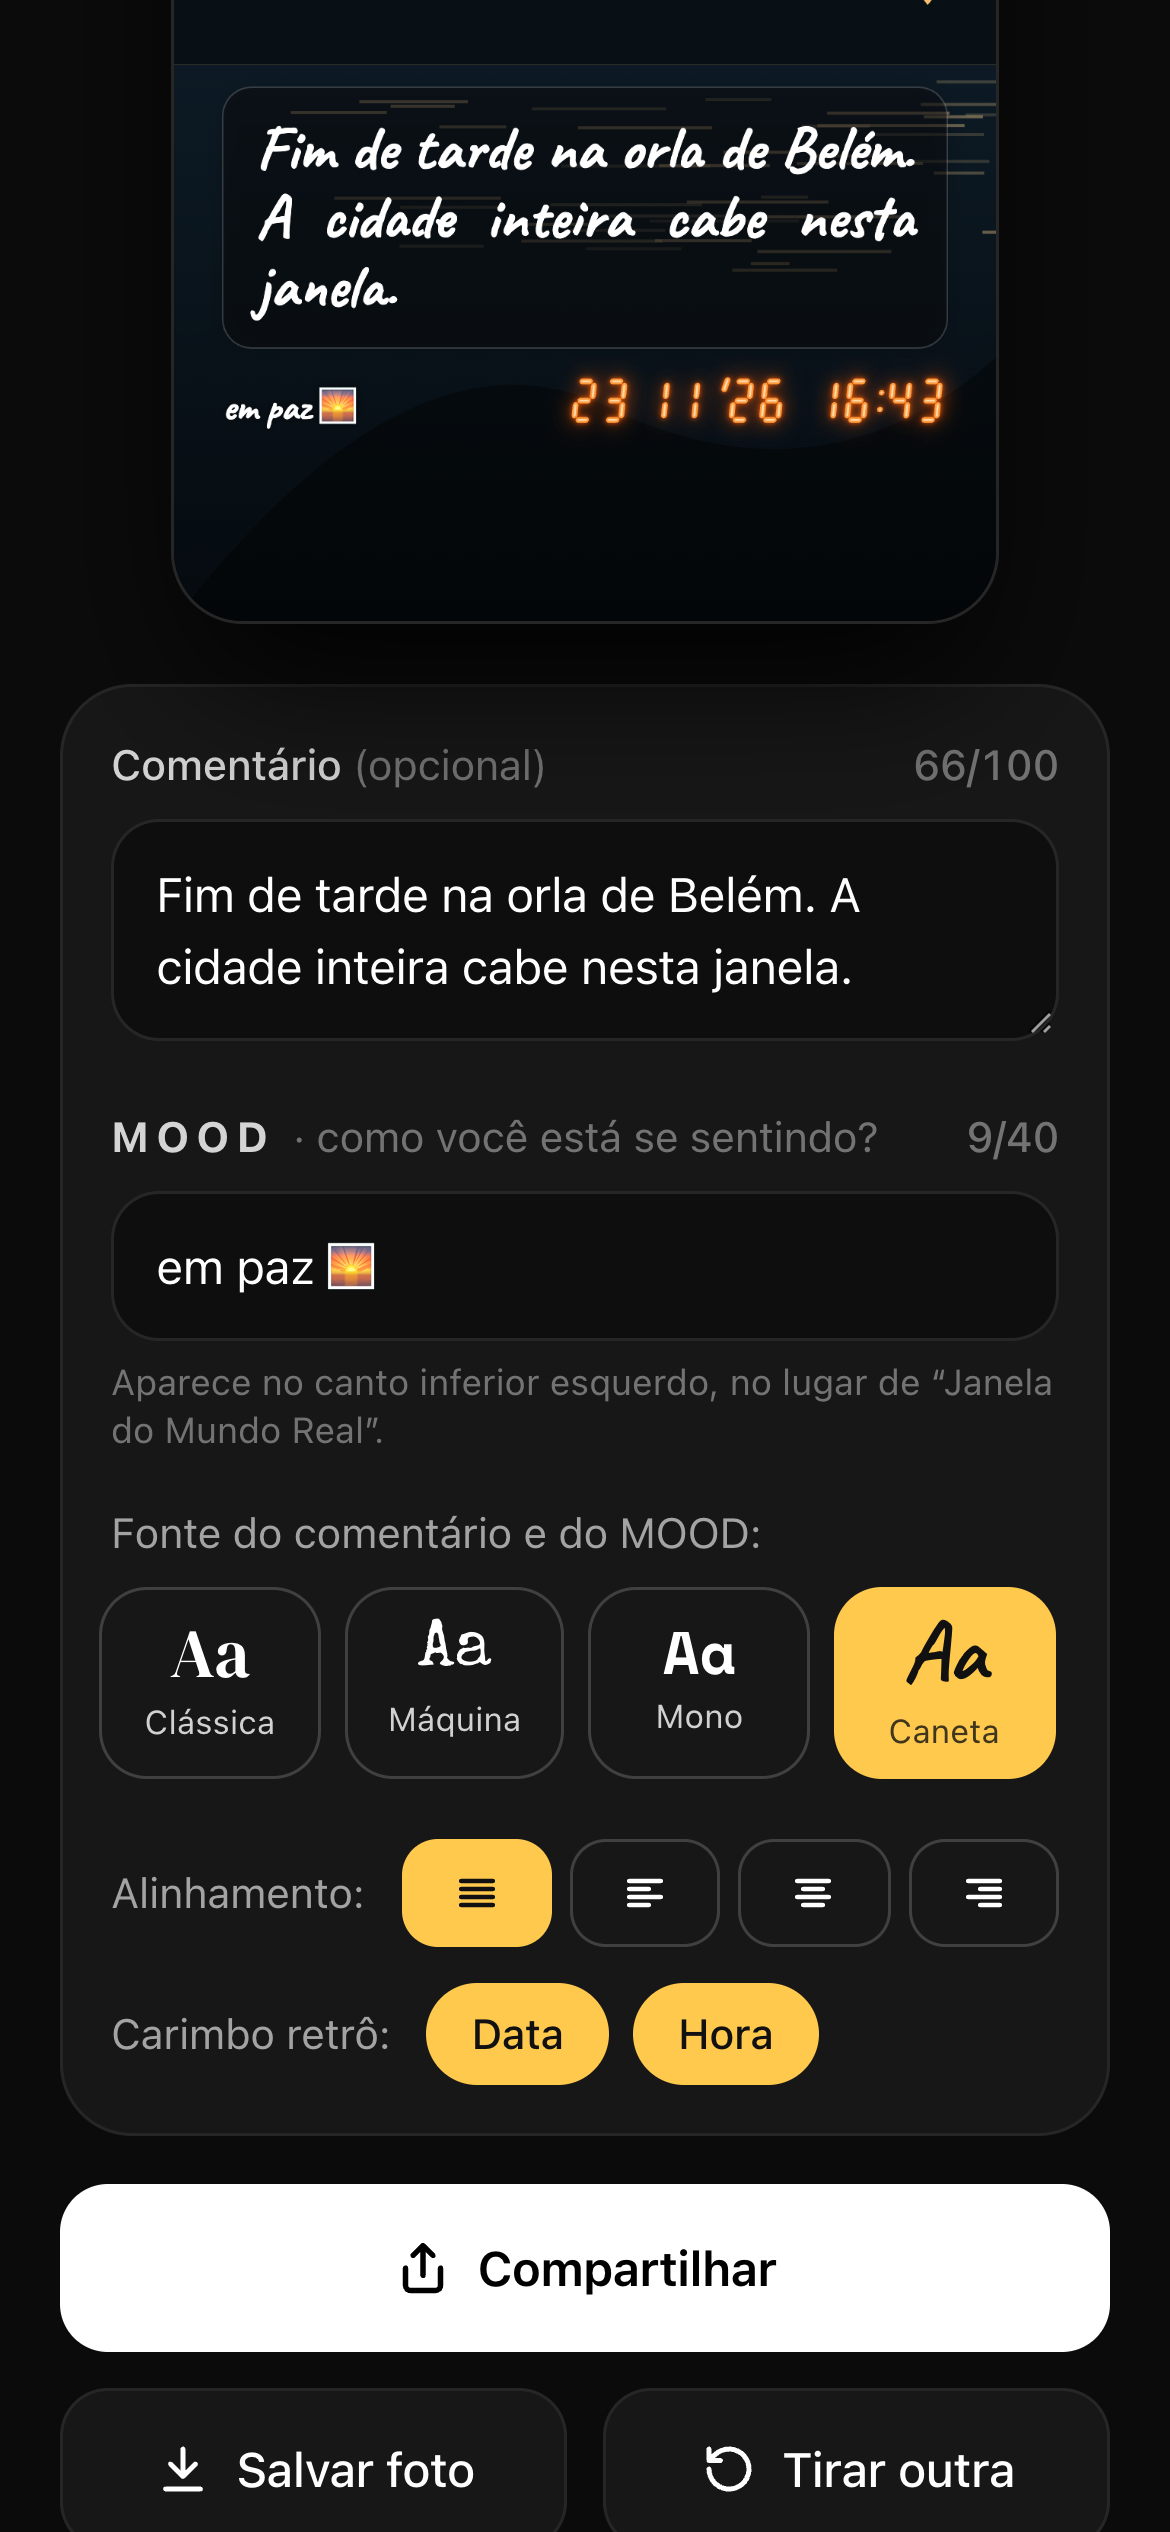 Fim de tarde na orla de Belém.
A cidade inteira cabe nesta
janela.
em paz 🌅 23 11 '26 16:43
Comentário (opcional) 66/100
Fim de tarde na orla de Belém. A
cidade inteira cabe nesta janela.
MOOD · como você está se sentindo? 9/40
em paz 🌅
Aparece no canto inferior esquerdo, no lugar de “Janela
do Mundo Real”.
Fonte do comentário e do MOOD:
Aa Aa Aa Aa
Clássica Máquina Mono Caneta
Alinhamento:
Carimbo retrô: Data Hora
Compartilhar
Salvar foto Tirar outra